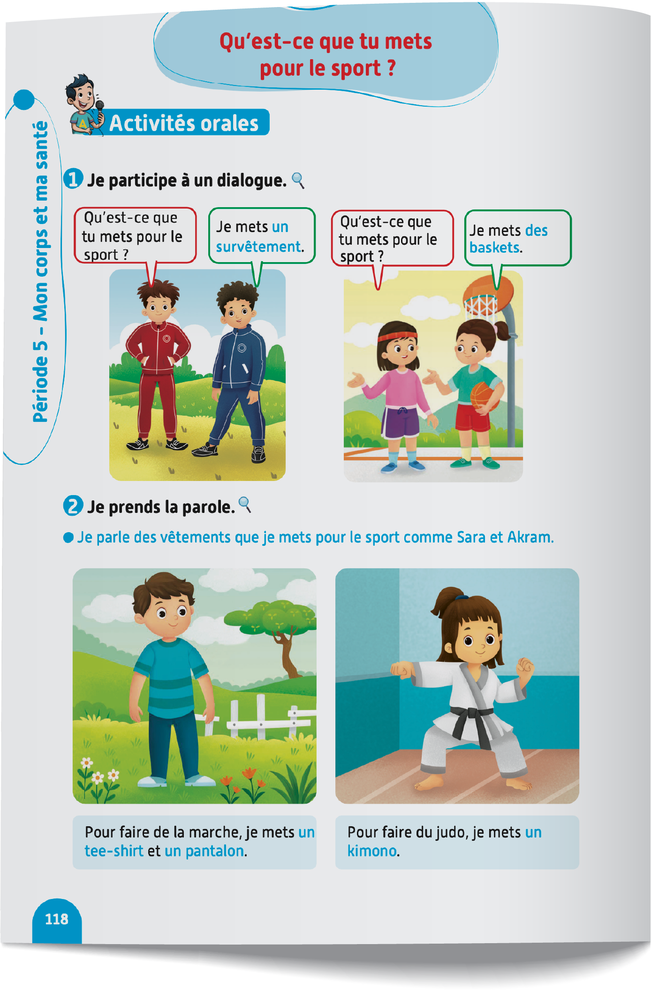 Qu'est-ce que tu mets
pour le sport ?
Activités orales
Période 5 – Mon corps et ma santé
1 Je participe à un dialogue.
Qu'est-ce que
tu mets pour le
sport ?
Je mets un
survêtement.
Qu'est-ce que
tu mets pour le
sport ?
Je mets des
baskets.
2 Je prends la parole.
● Je parle des vêtements que je mets pour le sport comme Sara et Akram.
Pour faire de la marche, je mets un
tee-shirt et un pantalon.
Pour faire du judo, je mets un
kimono.
118
A